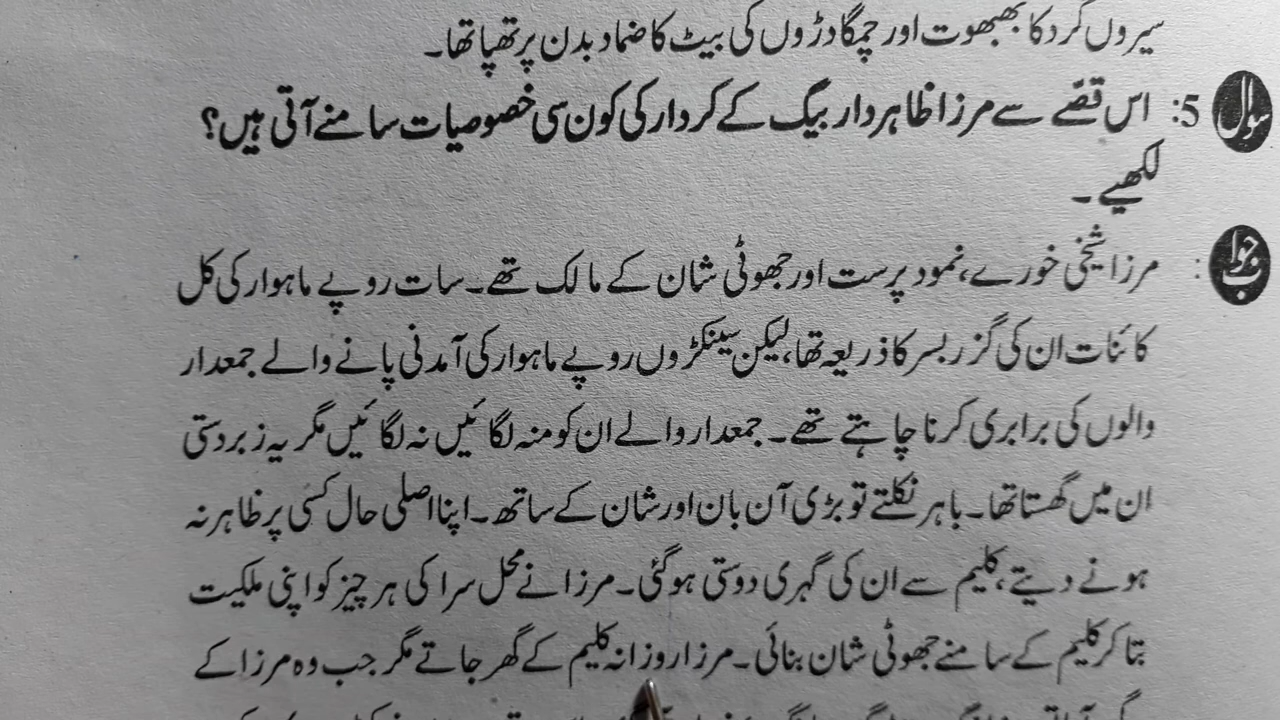 سیروں گرد کا بھبھوت اور چمگادڑوں کی بیٹ کا ضماد بدن پر تھپا تھا۔
سوال 5: اس قصّے سے مرزا ظاہردار بیگ کے کردار کی کون سی خصوصیات سامنے آتی ہیں؟
لکھیے۔
جواب : مرزا شیخی خورے، نمود پرست اور جھوٹی شان کے مالک تھے۔ سات روپے ماہوار کی کل
کائنات ان کی گزر بسر کا ذریعہ تھا، لیکن سینکڑوں روپے ماہوار کی آمدنی پانے والے جمعدار
والوں کی برابری کرنا چاہتے تھے۔ جمعدار والے ان کو منہ لگائیں نہ لگائیں مگر یہ زبردستی
ان میں گھستا تھا۔ باہر نکلتے تو بڑی آن بان اور شان کے ساتھ۔ اپنا اصلی حال کسی پر ظاہر نہ
ہونے دیتے، کلیم سے ان کی گہری دوستی ہو گئی۔ مرزا نے محل سرا کی ہر چیز کو اپنی ملکیت
بتا کر کلیم کے سامنے جھوٹی شان بنائی۔ مرزا روزانہ کلیم کے گھر جاتے مگر جب وہ مرزا کے